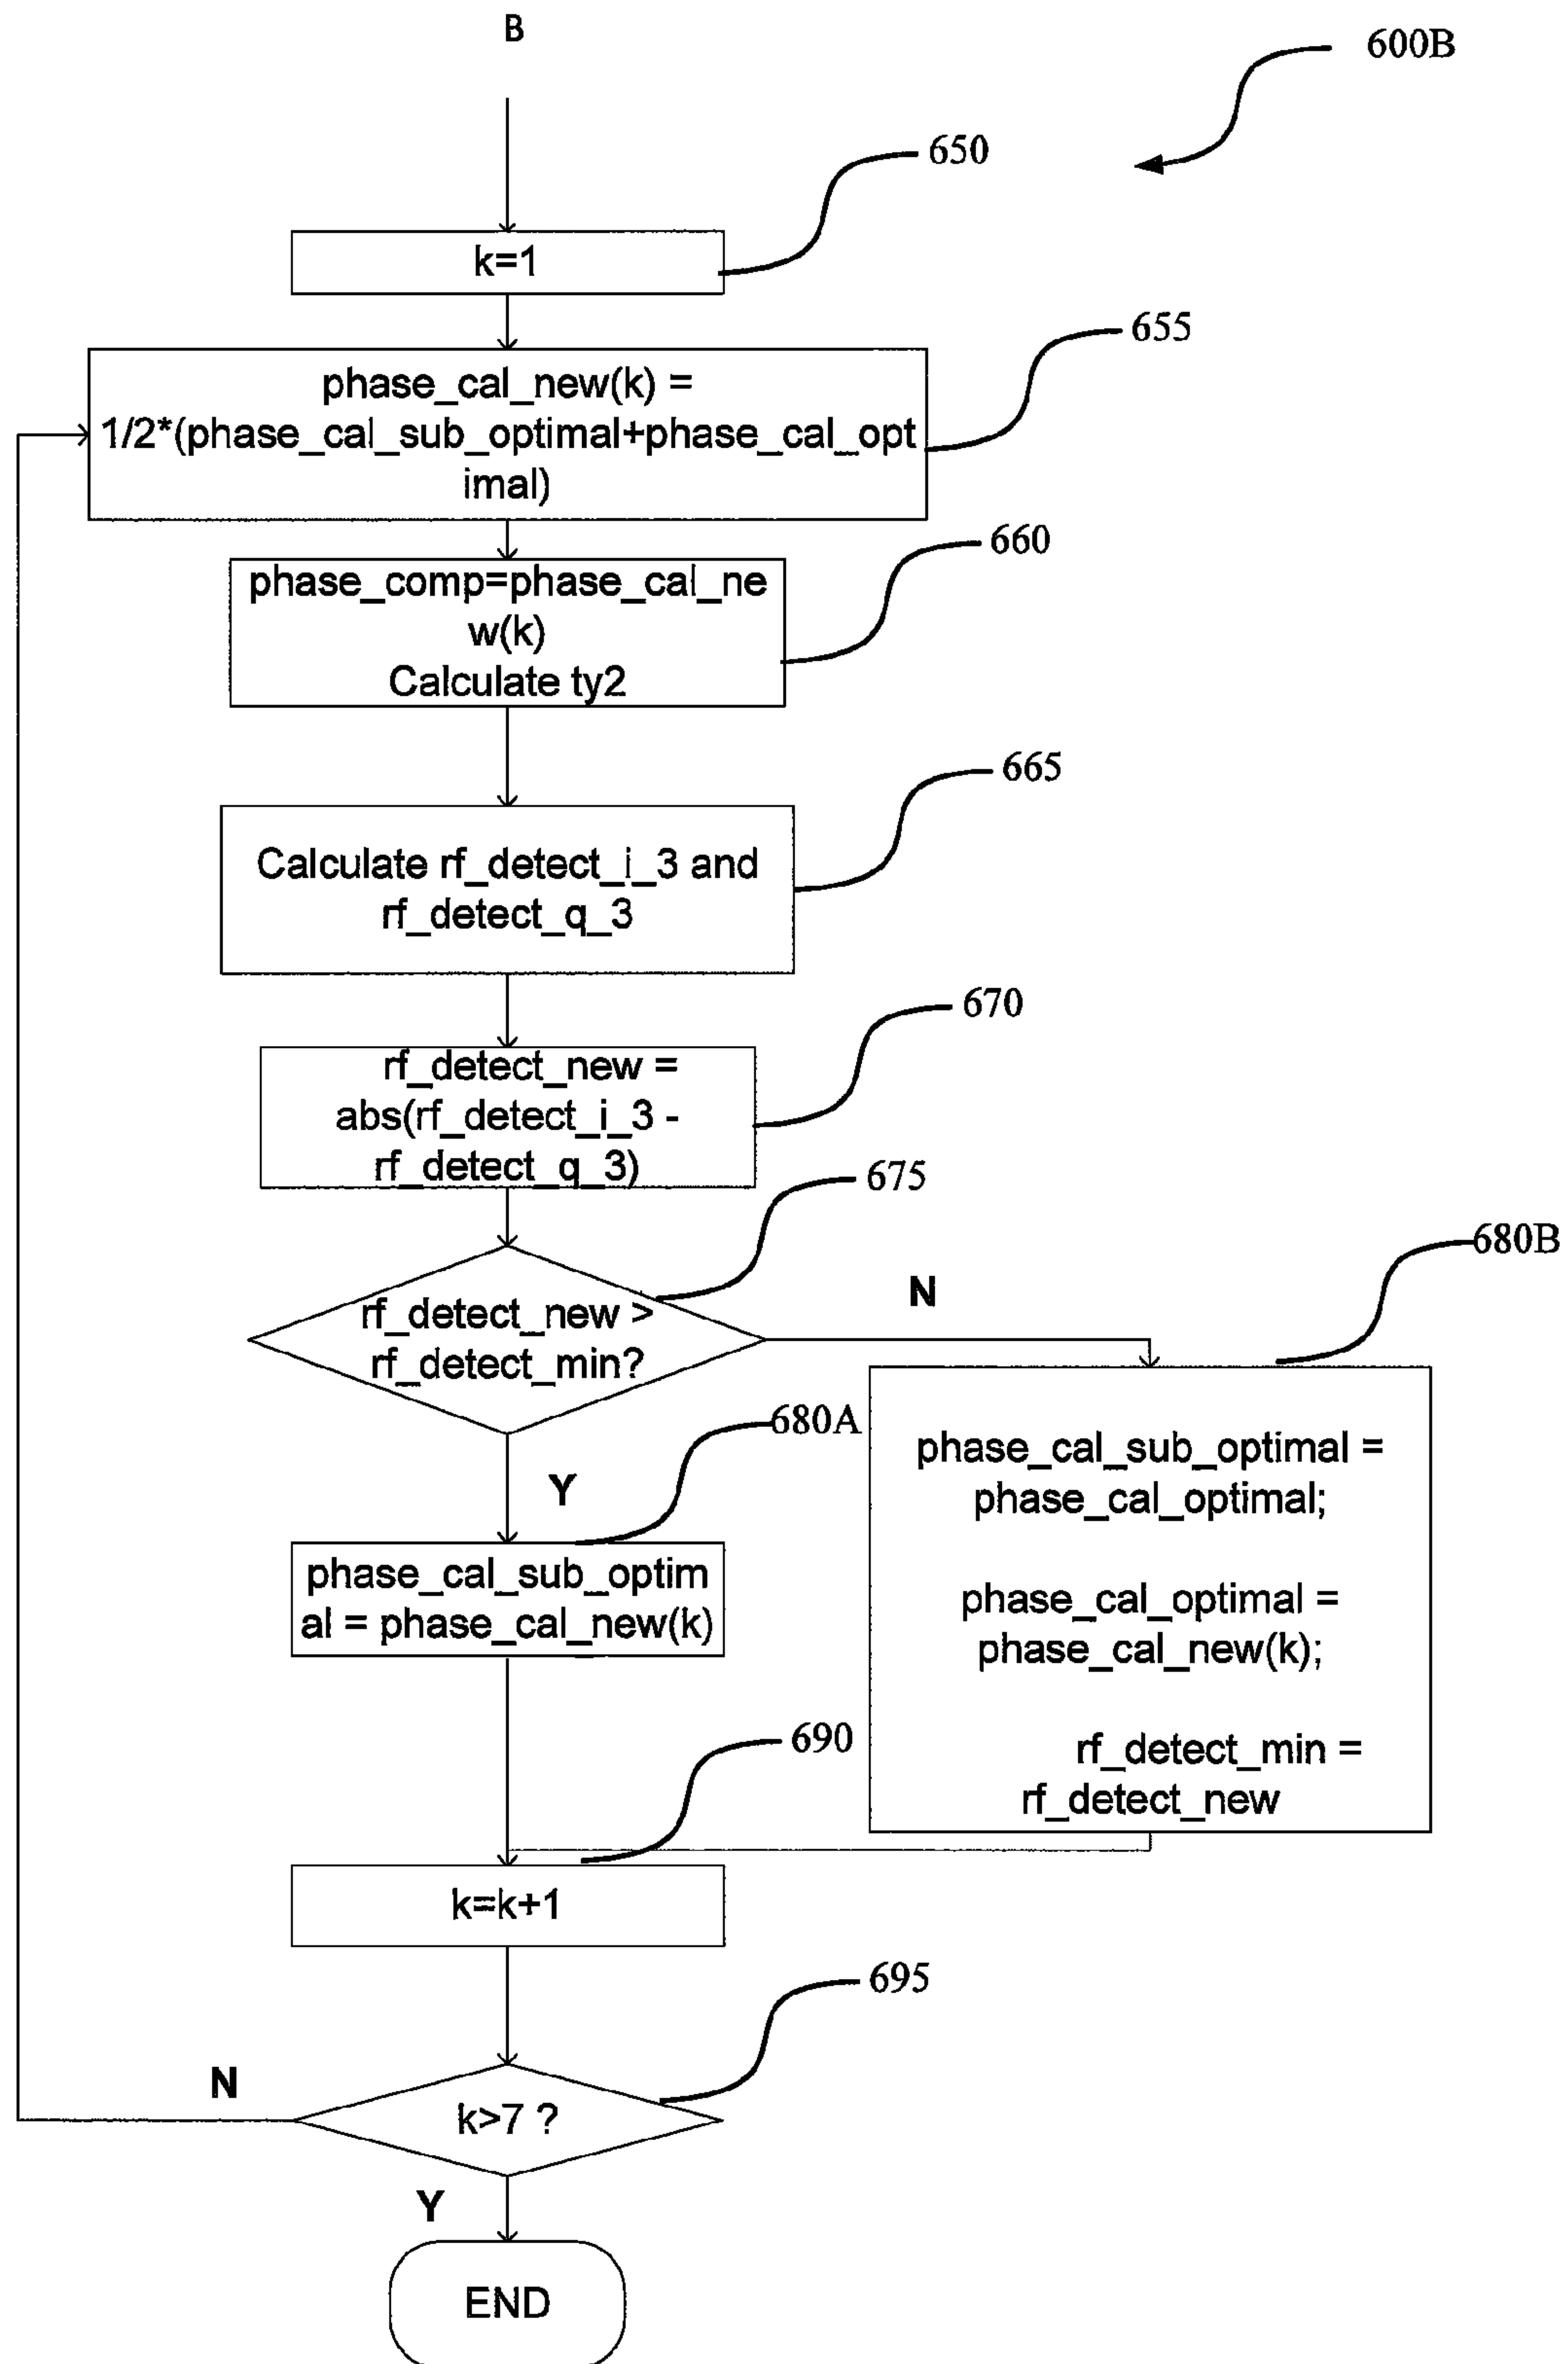 B
600B
650
k=1
655
phase_cal_new(k) =
1/2*(phase_cal_sub_optimal+phase_cal_opt
imal)
660
phase_comp=phase_cal_ne
w(k)
Calculate ty2
665
Calculate rf_detect_i_3 and
rf_detect_q_3
670
rf_detect_new =
abs(rf_detect_i_3 -
rf_detect_q_3)
675
680B
N
rf_detect_new >
rf_detect_min?
680A
Y
phase_cal_sub_optimal =
phase_cal_optimal;
phase_cal_optimal =
phase_cal_new(k);
rf_detect_min =
rf_detect_new
phase_cal_sub_optim
al = phase_cal_new(k)
690
k=k+1
695
N
k>7 ?
Y
END